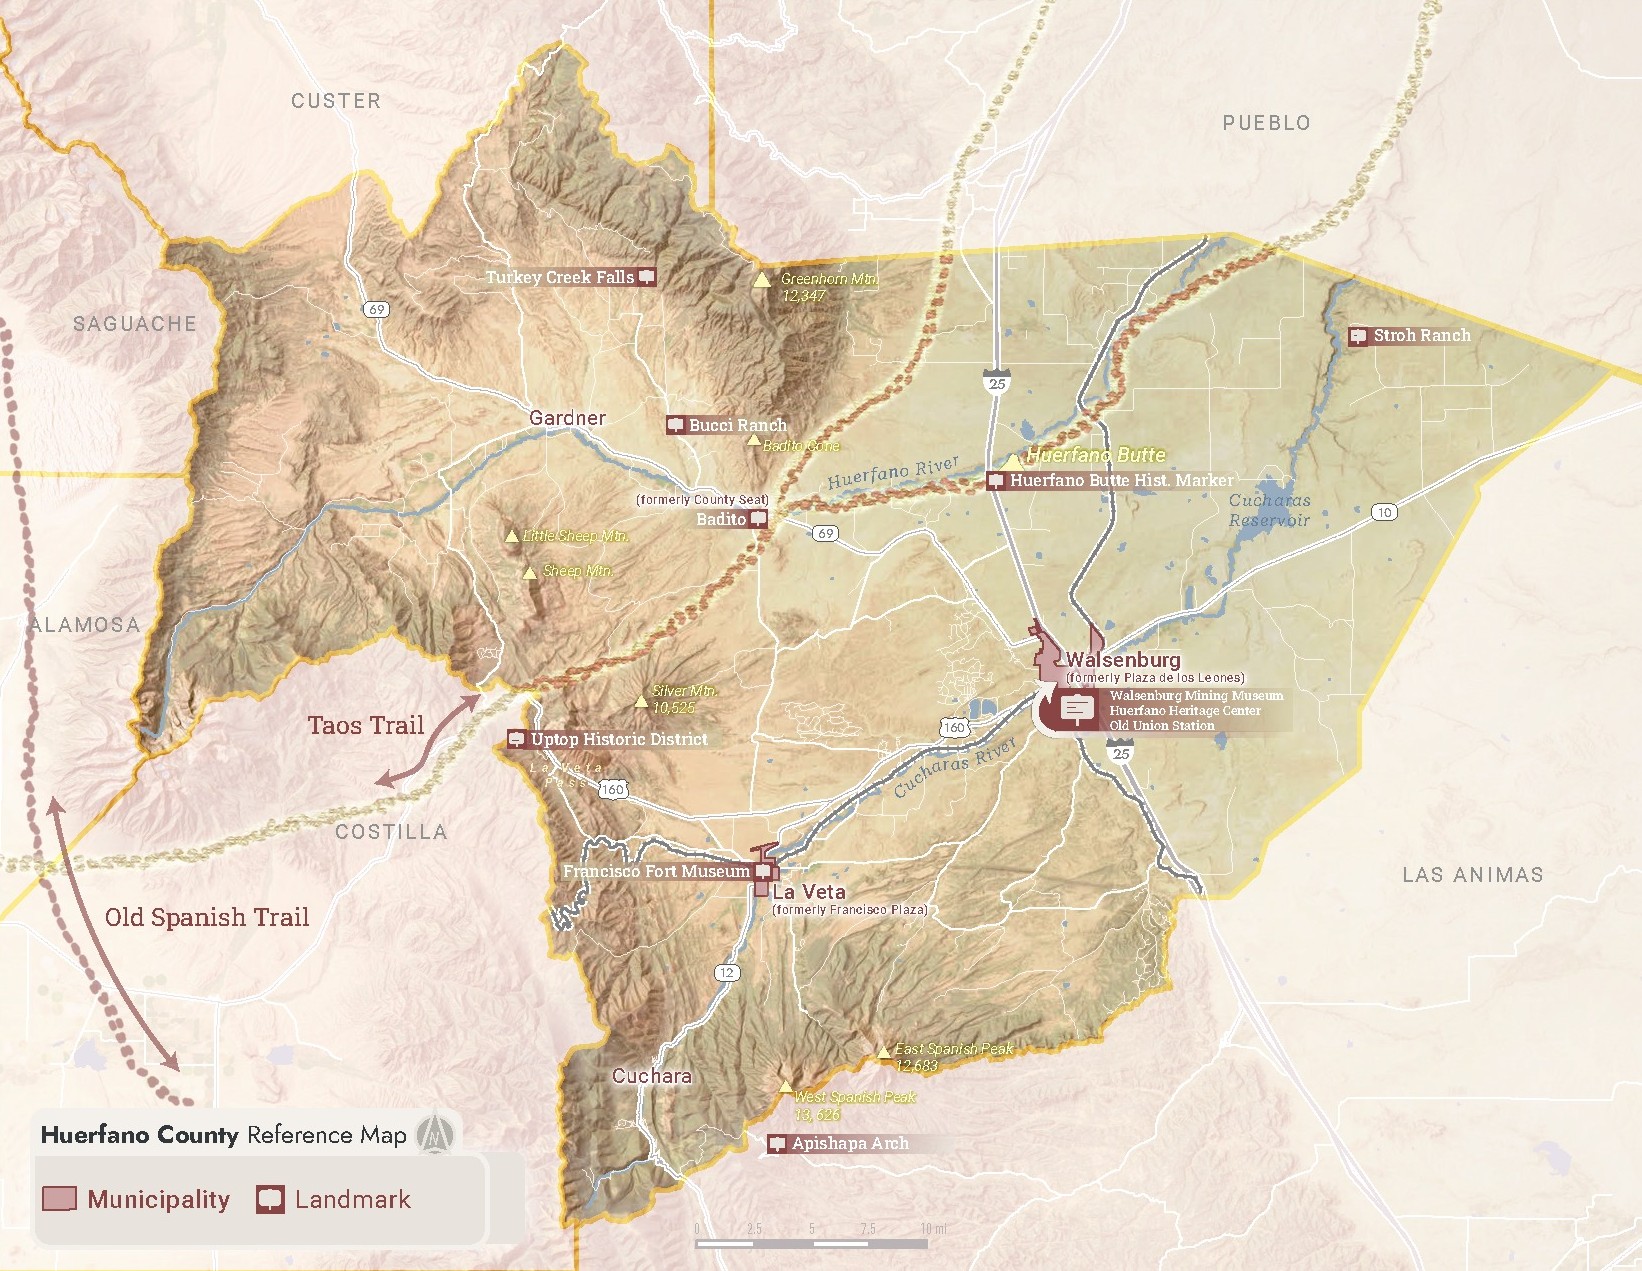 CUSTER
PUEBLO
SAGUACHE
Turkey Creek Falls
Greenhorn Mtn.
12,347
69
Stroh Ranch
25
Gardner
Bucci Ranch
Badito Cone
Huerfano River
Huerfano Butte
Huerfano Butte Hist. Marker
(formerly County Seat)
Badito
Cucharas
Reservoir
10
69
Little Sheep Mtn.
Sheep Mtn.
ALAMOSA
Walsenburg
(formerly Plaza de los Leones)
Walsenburg Mining Museum
Huerfano Heritage Center
Old Union Station
Silver Mtn.
10,525
Taos Trail
Uptop Historic District
La Veta
Pass
160
160
Cucharas River
25
COSTILLA
Francisco Fort Museum
La Veta
(formerly Francisco Plaza)
LAS ANIMAS
Old Spanish Trail
12
East Spanish Peak
12,683
Cuchara
West Spanish Peak
13, 626
Apishapa Arch
Huerfano County Reference Map
N
Municipality
Landmark
0 2.5 5 7.5 10 mi